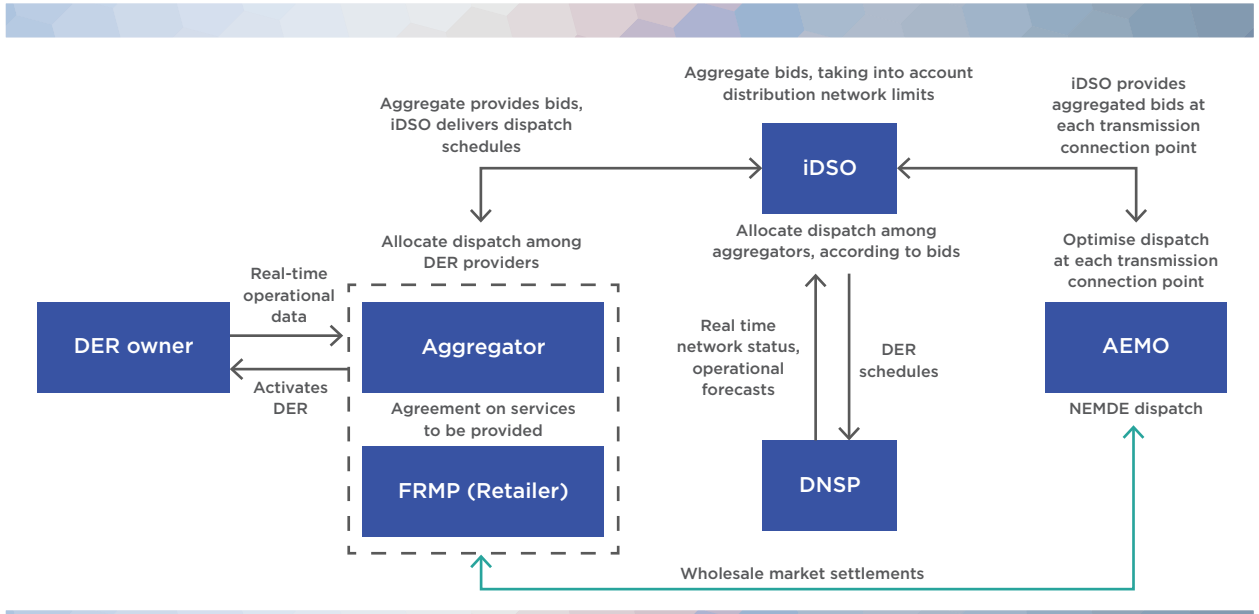 Aggregate provides bids,
iDSO delivers dispatch
schedules
Aggregate bids, taking into account
distribution network limits
iDSO provides
aggregated bids at
each transmission
connection point
iDSO
Allocate dispatch among
DER providers
Allocate dispatch among
aggregators, according to bids
Optimise dispatch
at each transmission
connection point
Real-time
operational
data
DER owner
Activates
DER
Aggregator
Agreement on services
to be provided
FRMP (Retailer)
Real time
network status,
operational
forecasts
DER
schedules
DNSP
AEMO
NEMDE dispatch
Wholesale market settlements